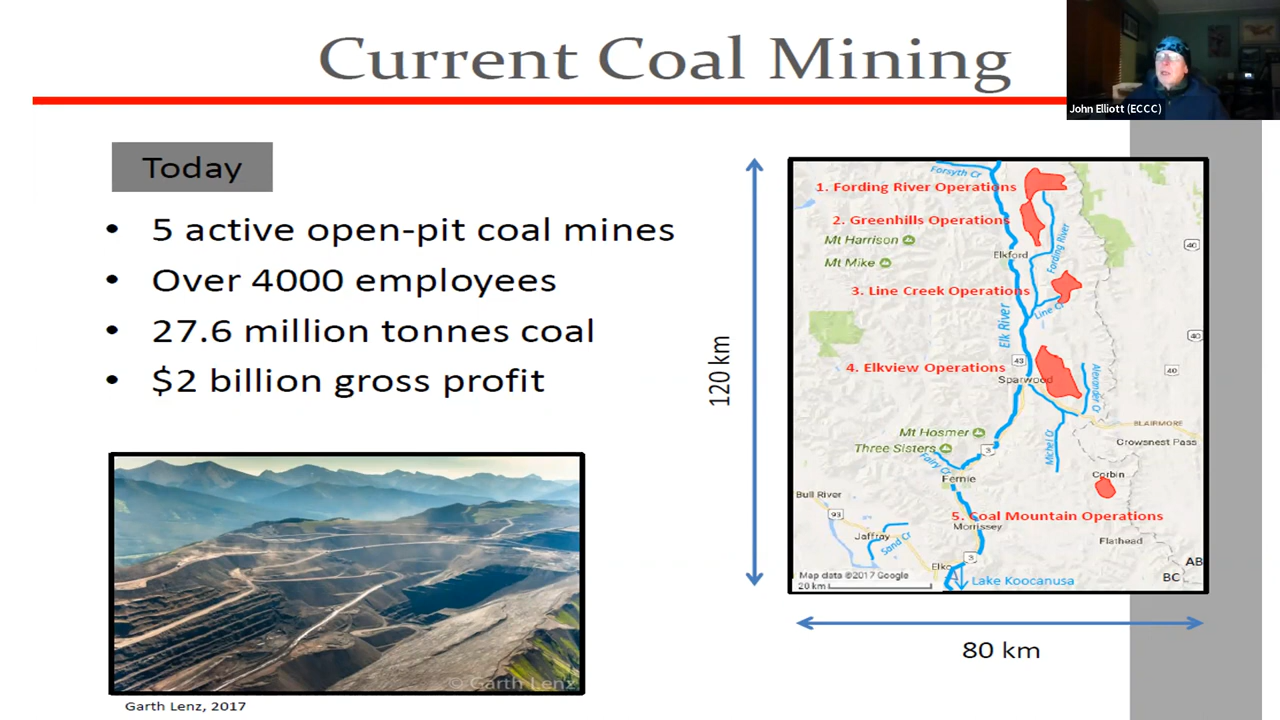 Current Coal Mining
John Elliott (ECCC)
Today
• 5 active open-pit coal mines
• Over 4000 employees
• 27.6 million tonnes coal
• $2 billion gross profit
© Garth Lenz
Garth Lenz, 2017
120 km
Forsyth Cr
1. Fording River Operations
2. Greenhills Operations
Mt Harrison
Mt Mike
Elkford
Fording River
40
3. Line Creek Operations
Line Cr
Elk River
40
43
4. Elkview Operations
40
Sparwood
Alexander Cr
BLAIRMORE
Mt Hosmer
Crowsnest Pass
3
Three Sisters
Michel Cr
Fairy Cr
Fernie
Corbin
Bull River
93
5. Coal Mountain Operations
Morrissey
Jaffray
Sand Cr
Flathead
3
Elko
AB
BC
Map data ©2017 Google
20 km
Lake Koocanusa
80 km